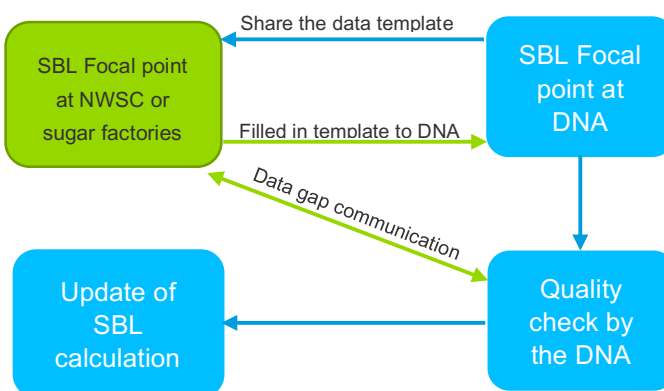 Share the data template
SBL Focal point
at NWSC or
sugar factories
SBL Focal
point at
DNA
Filled in template to DNA
Data gap communication
Update of
SBL
calculation
Quality
check by
the DNA